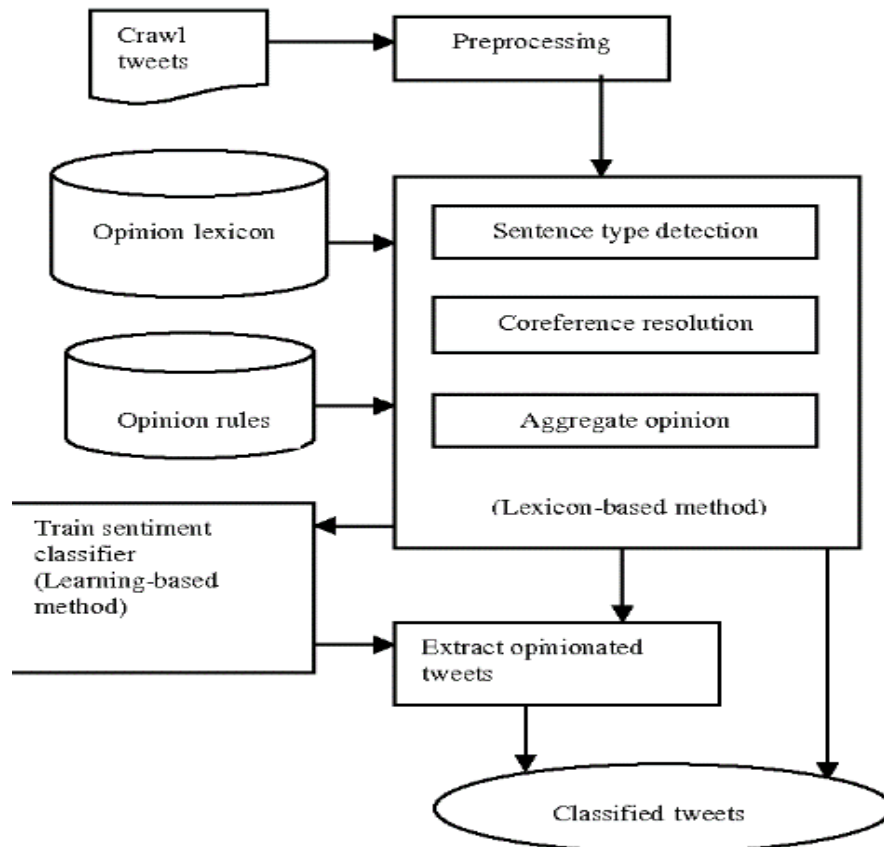 Crawl
tweets
Preprocessing
Opinion lexicon
Sentence type detection
Coreference resolution
Opinion rules
Aggregate opinion
(Lexicon-based method)
Train sentiment
classifier
(Learning-based
method)
Extract opinionated
tweets
Classified tweets